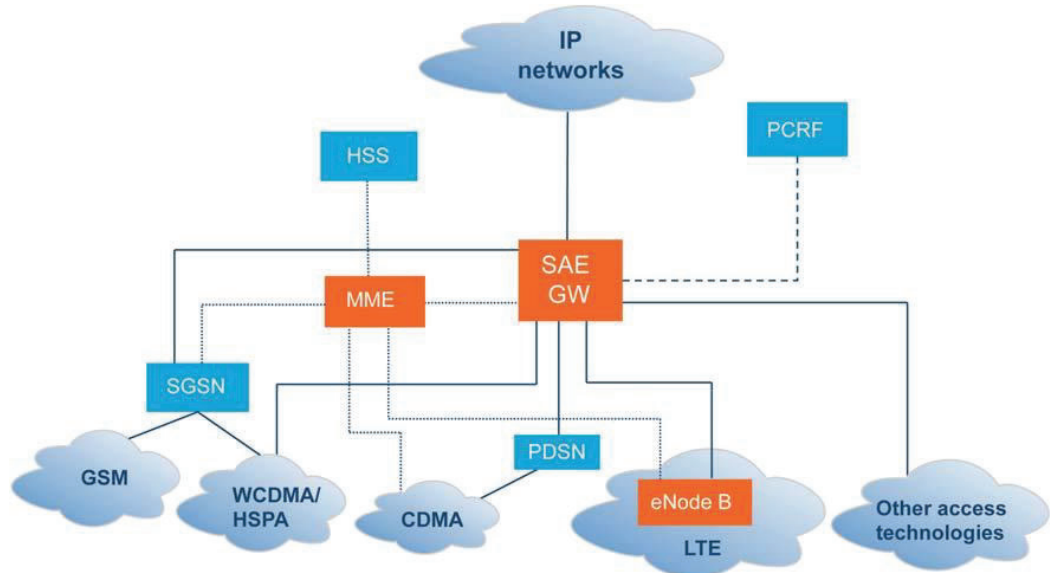 IP
networks
PCRF
HSS
SAE
GW
MME
SGSN
PDSN
GSM
WCDMA/
HSPA
CDMA
eNode B
LTE
Other access
technologies